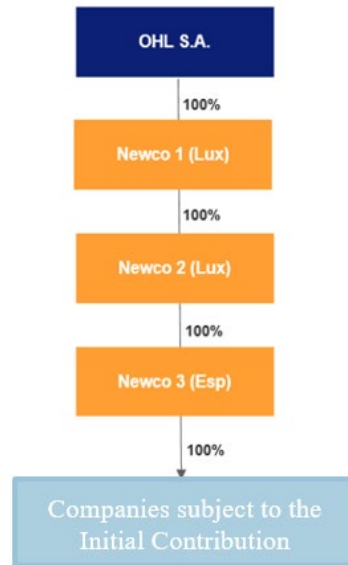 OHL S.A.
100%
Newco 1 (Lux)
100%
Newco 2 (Lux)
100%
Newco 3 (Esp)
100%
Companies subject to the
Initial Contribution